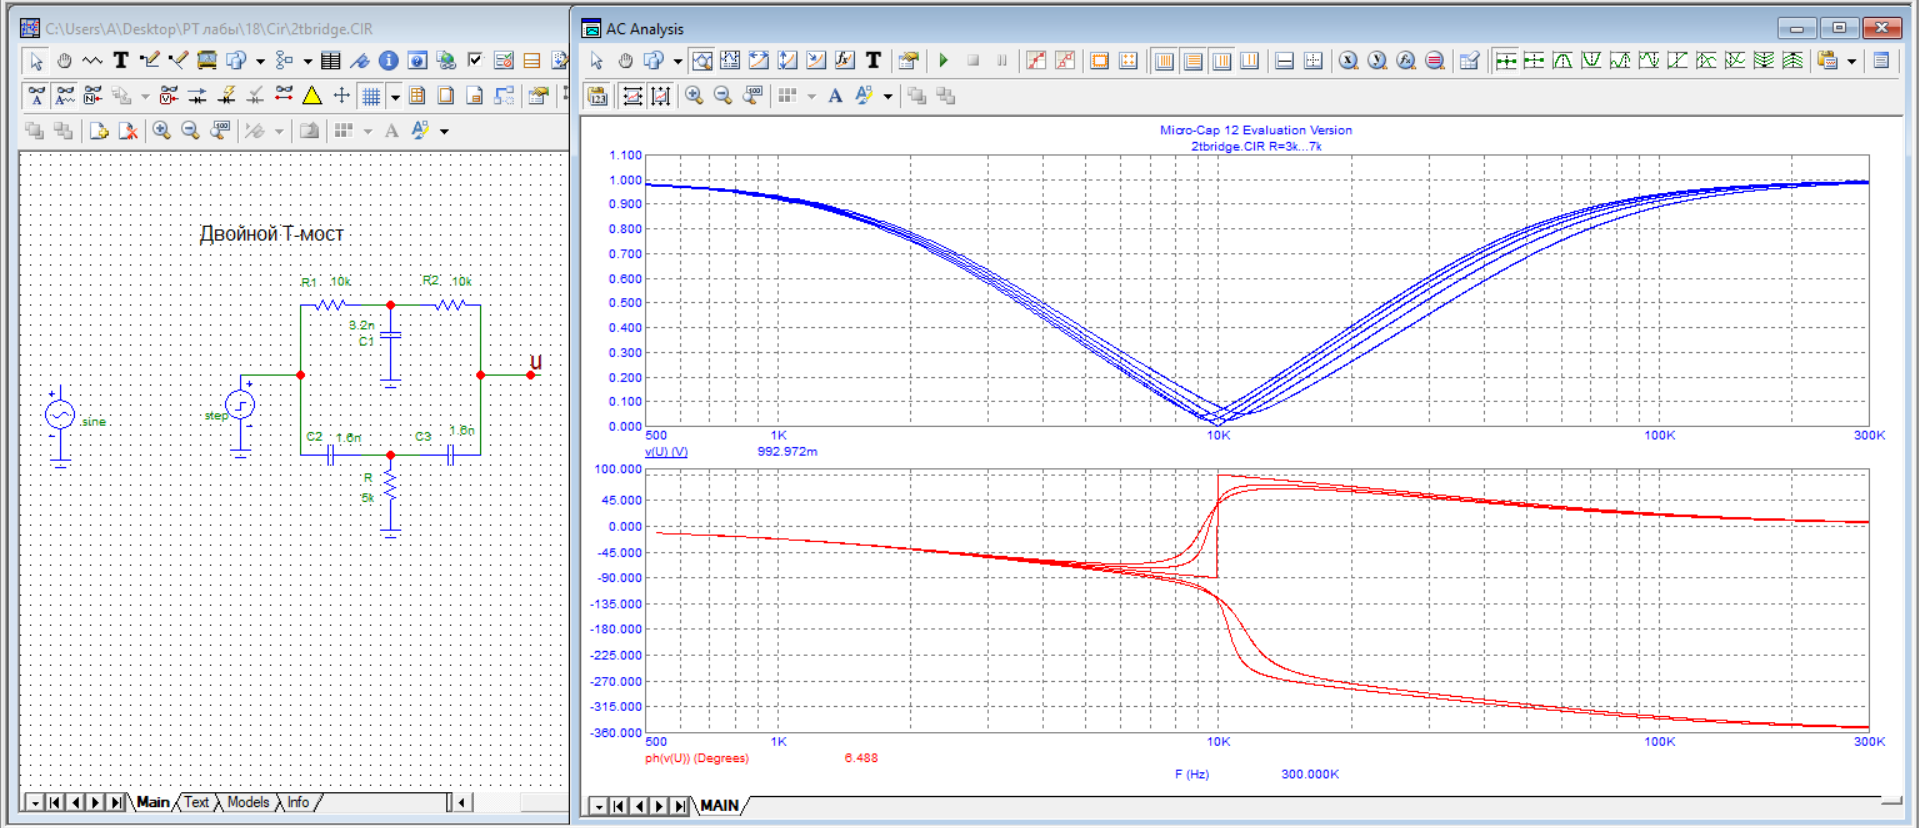 C:\Users\A\Desktop\РТ лабы\18\Cir\2tbridge.CIR
Двойной Т-мост
R1 10k
R2 10k
3.2n
C1
u
sine
step
C2 1.6n
C3 1.6n
R
5k
Main Text Models Info
AC Analysis
Micro-Cap 12 Evaluation Version
2tbridge.CIR R=3k...7k
1.100
1.000
0.900
0.800
0.700
0.600
0.500
0.400
0.300
0.200
0.100
0.000
500 1K 10K 100K 300K
v(U) (V) 992.972m
100.000
45.000
0.000
-45.000
-90.000
-135.000
-180.000
-225.000
-270.000
-315.000
-360.000
500 1K 10K 100K 300K
ph(v(U)) (Degrees) 6.488
F (Hz) 300.000K
MAIN